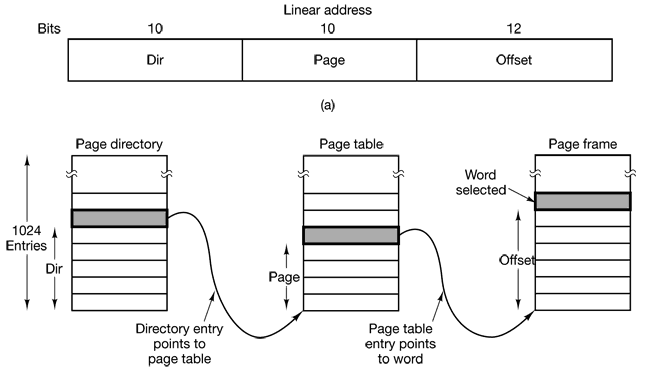 Linear address
Bits 10 10 12
Dir Page Offset
(a)
Page directory Page table Page frame
Word
selected
1024
Entries
Dir
Page
Offset
Directory entry
points to
page table
Page table
entry points
to word